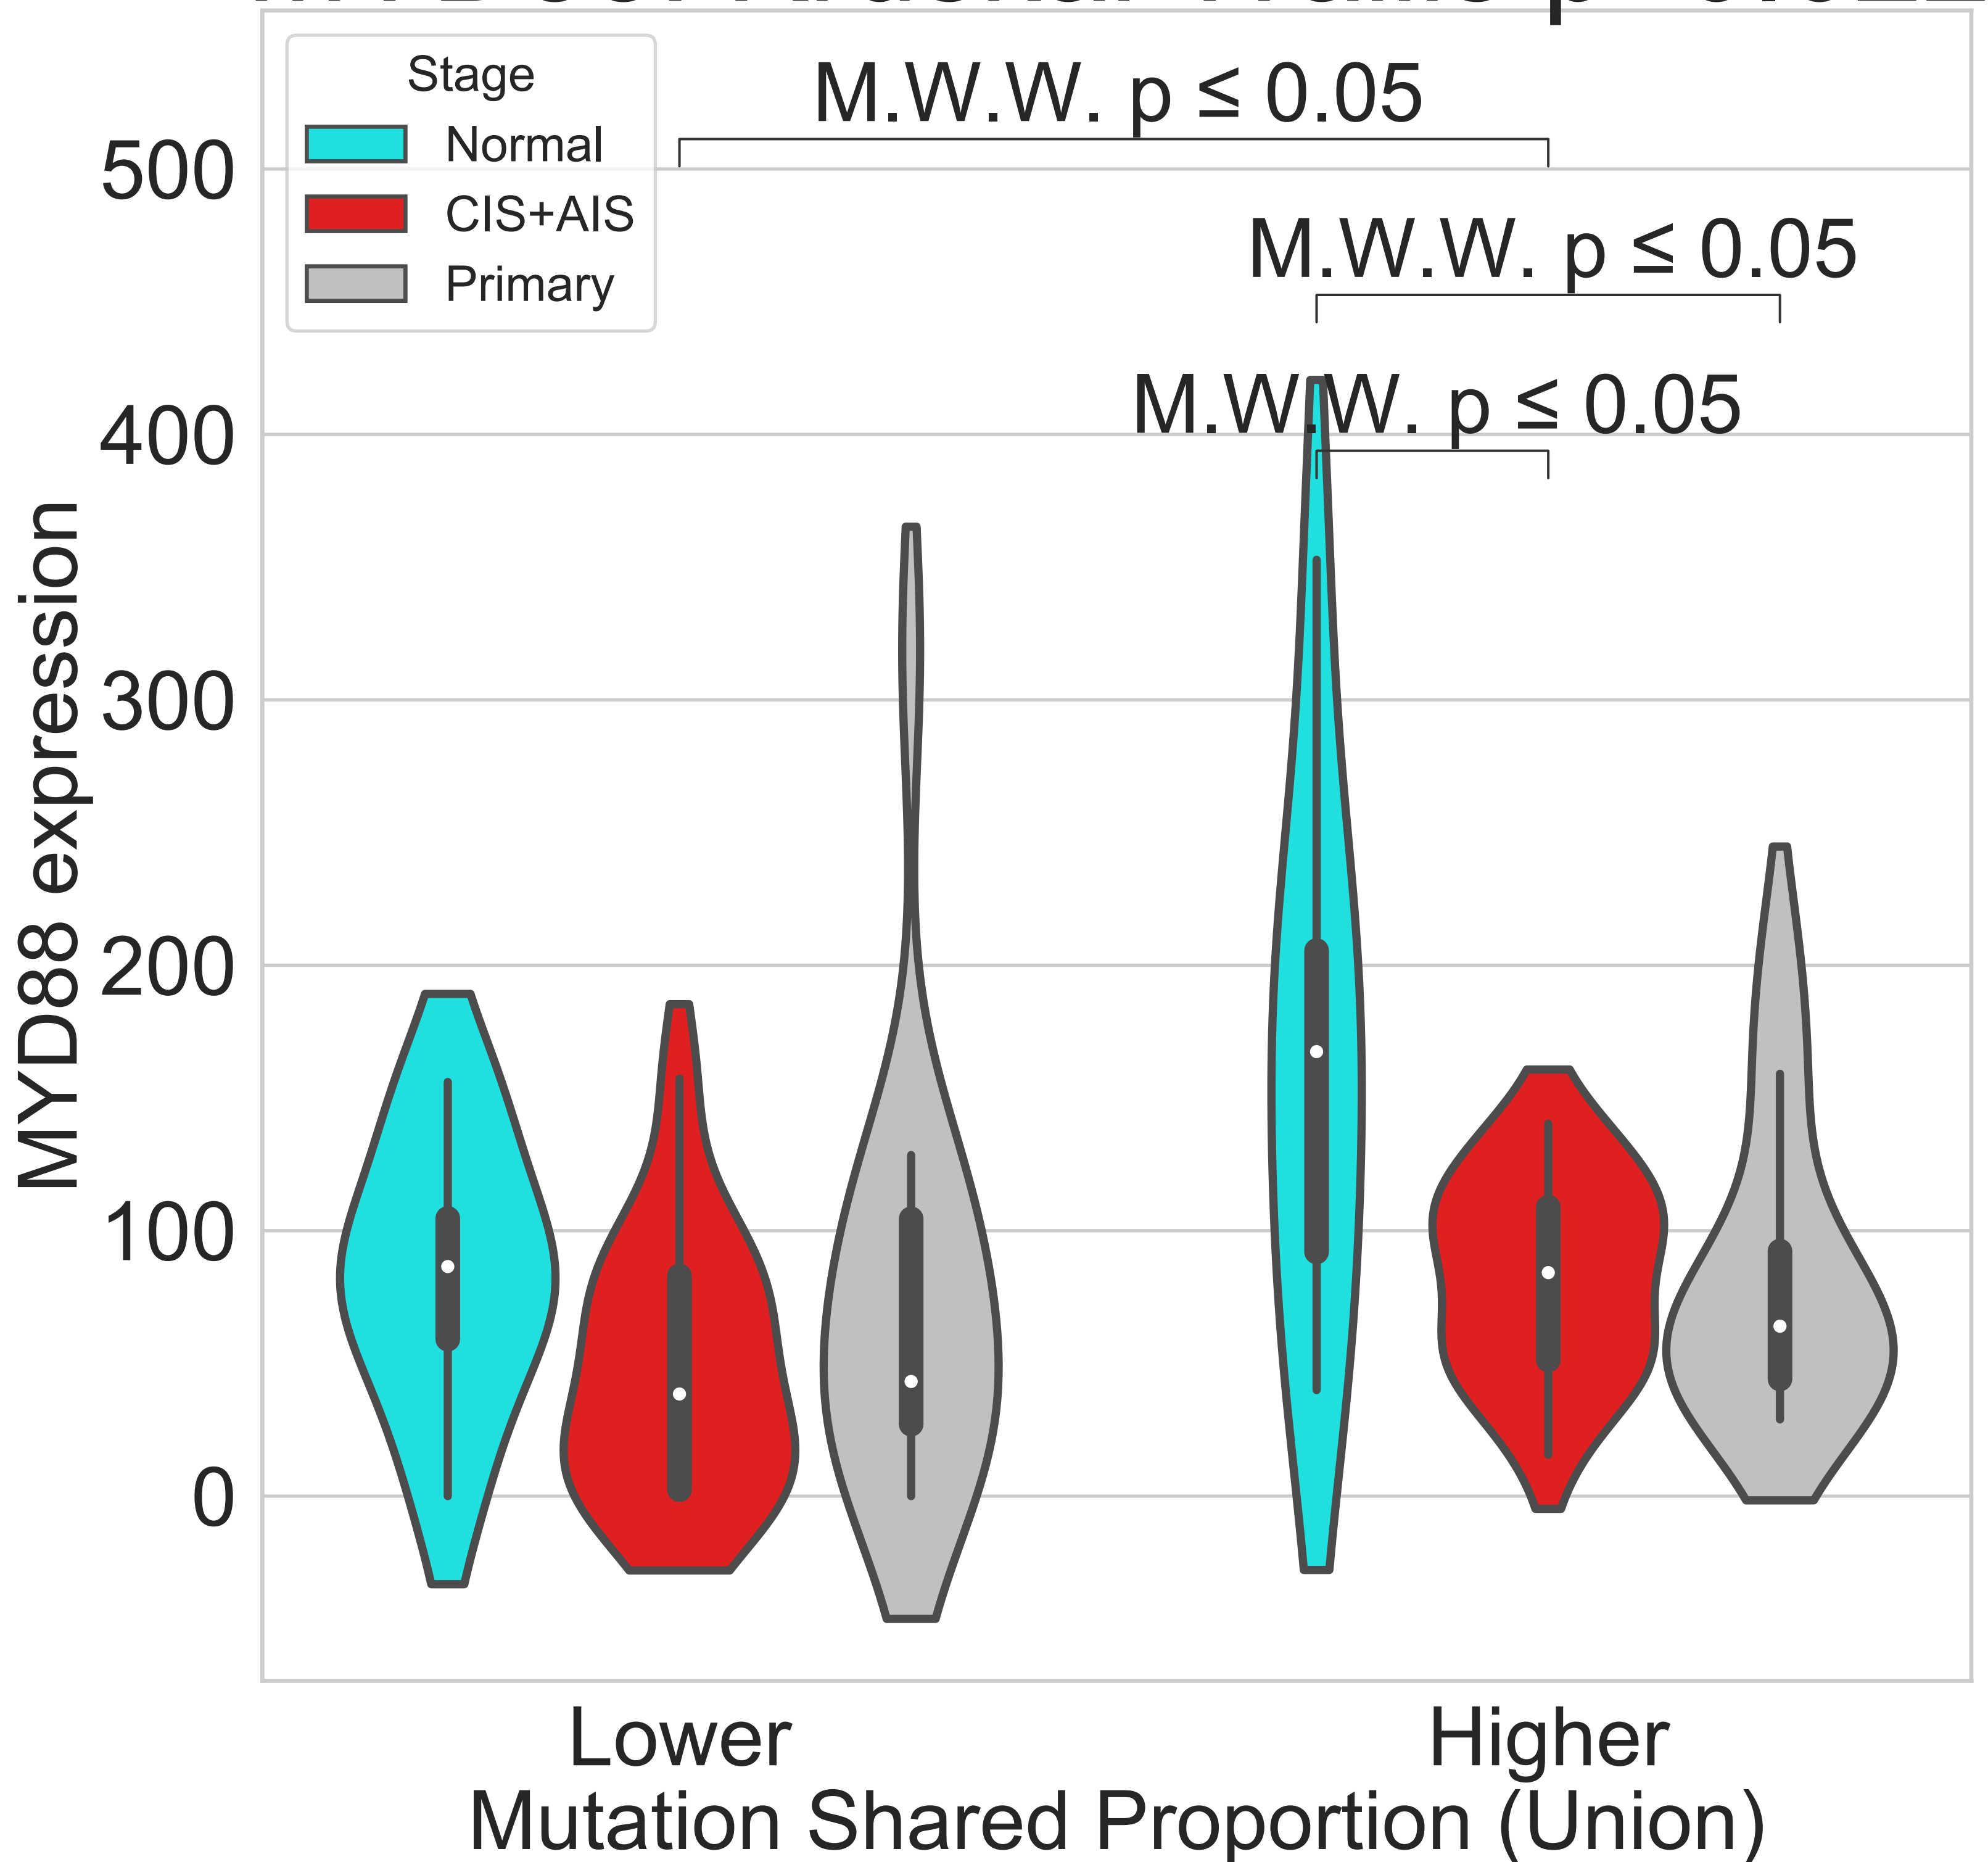 Stage
Normal
CIS+AIS
Primary
M.W.W. p ≤ 0.05
M.W.W. p ≤ 0.05
M.W.W. p ≤ 0.05
500
400
300
200
100
0
MYD88 expression
Lower
Higher
Mutation Shared Proportion (Union)